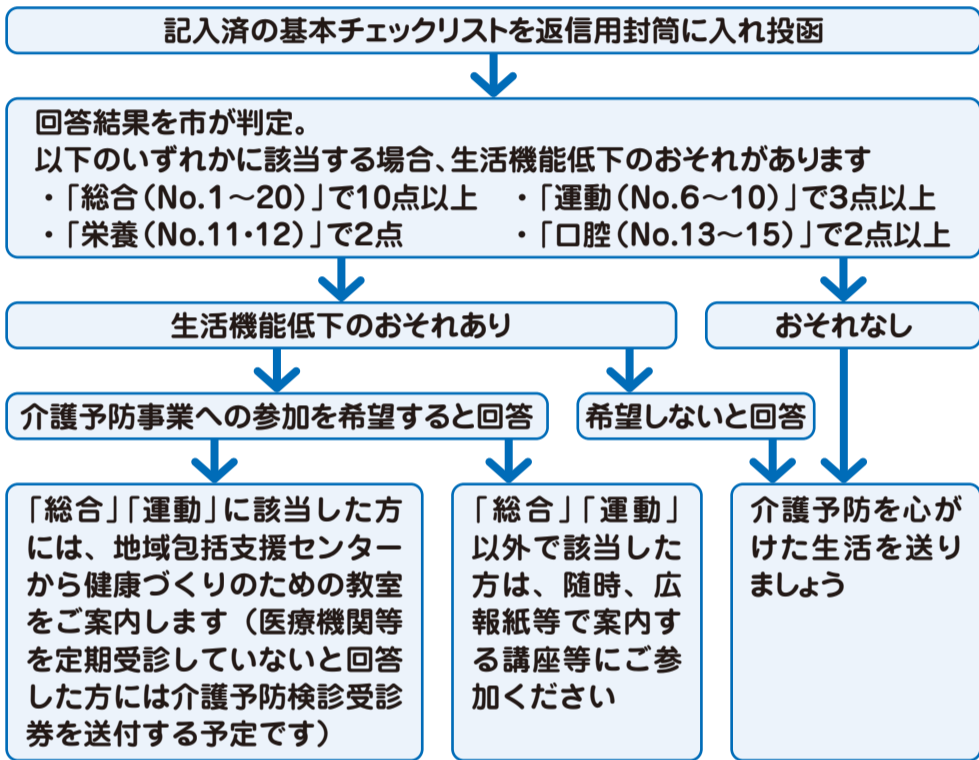 記入済の基本チェックリストを返信用封筒に入れ投函
回答結果を市が判定。
以下のいずれかに該当する場合、生活機能低下のおそれがあります
・「総合(No.1～20)」で10点以上 ・「運動(No.6～10)」で3点以上
・「栄養(No.11・12)」で2点 ・「口腔(No.13～15)」で2点以上
生活機能低下のおそれあり
おそれなし
介護予防事業への参加を希望すると回答
希望しないと回答
「総合」「運動」に該当した方
には、地域包括支援センター
から健康づくりのための教室
をご案内します（医療機関等
を定期受診していないと回答
した方には介護予防検診受診
券を送付する予定です）
「総合」「運動」
以外で該当した
方は、随時、広
報紙等で案内す
る講座等にご参
加ください
介護予防を心が
けた生活を送り
ましょう